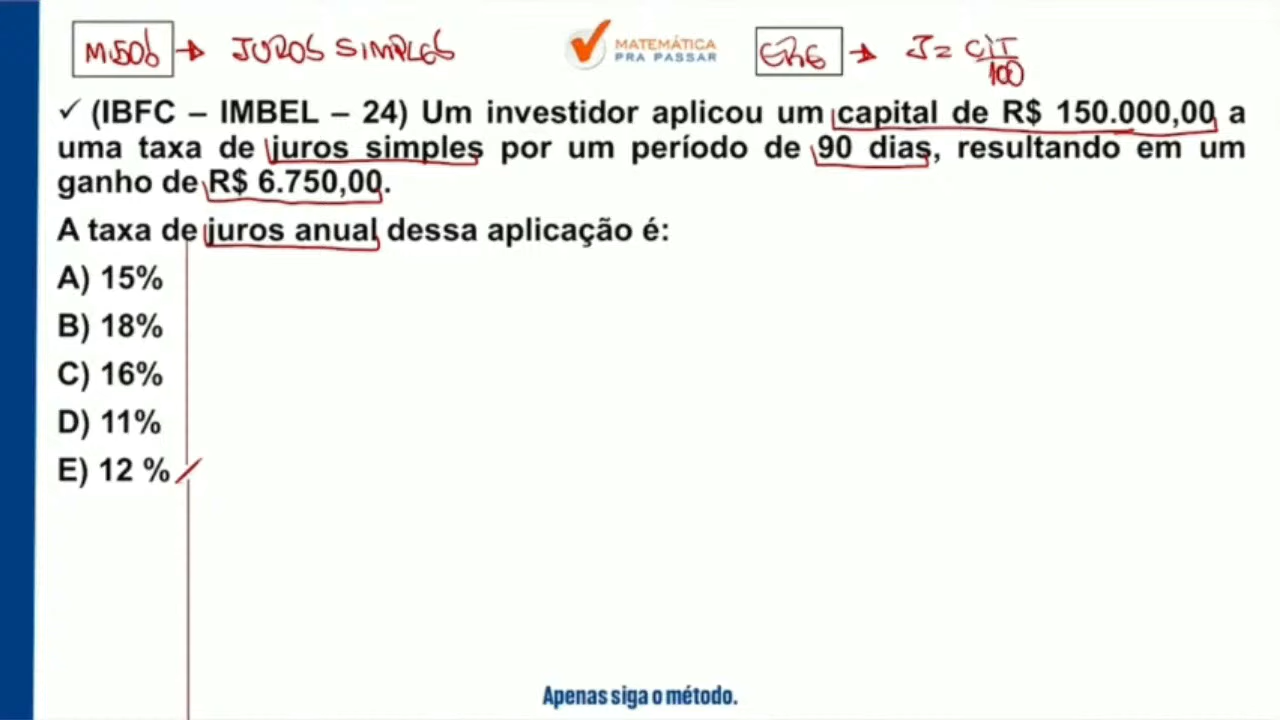 M.506 → JUROS SIMPLES
MATEMÁTICA
PRA PASSAR
→ J = CIT
100
✓ (IBFC – IMBEL – 24) Um investidor aplicou um capital de R$ 150.000,00 a
uma taxa de juros simples por um período de 90 dias, resultando em um
ganho de R$ 6.750,00.
A taxa de juros anual dessa aplicação é:
A) 15%
B) 18%
C) 16%
D) 11%
E) 12 %
Apenas siga o método.